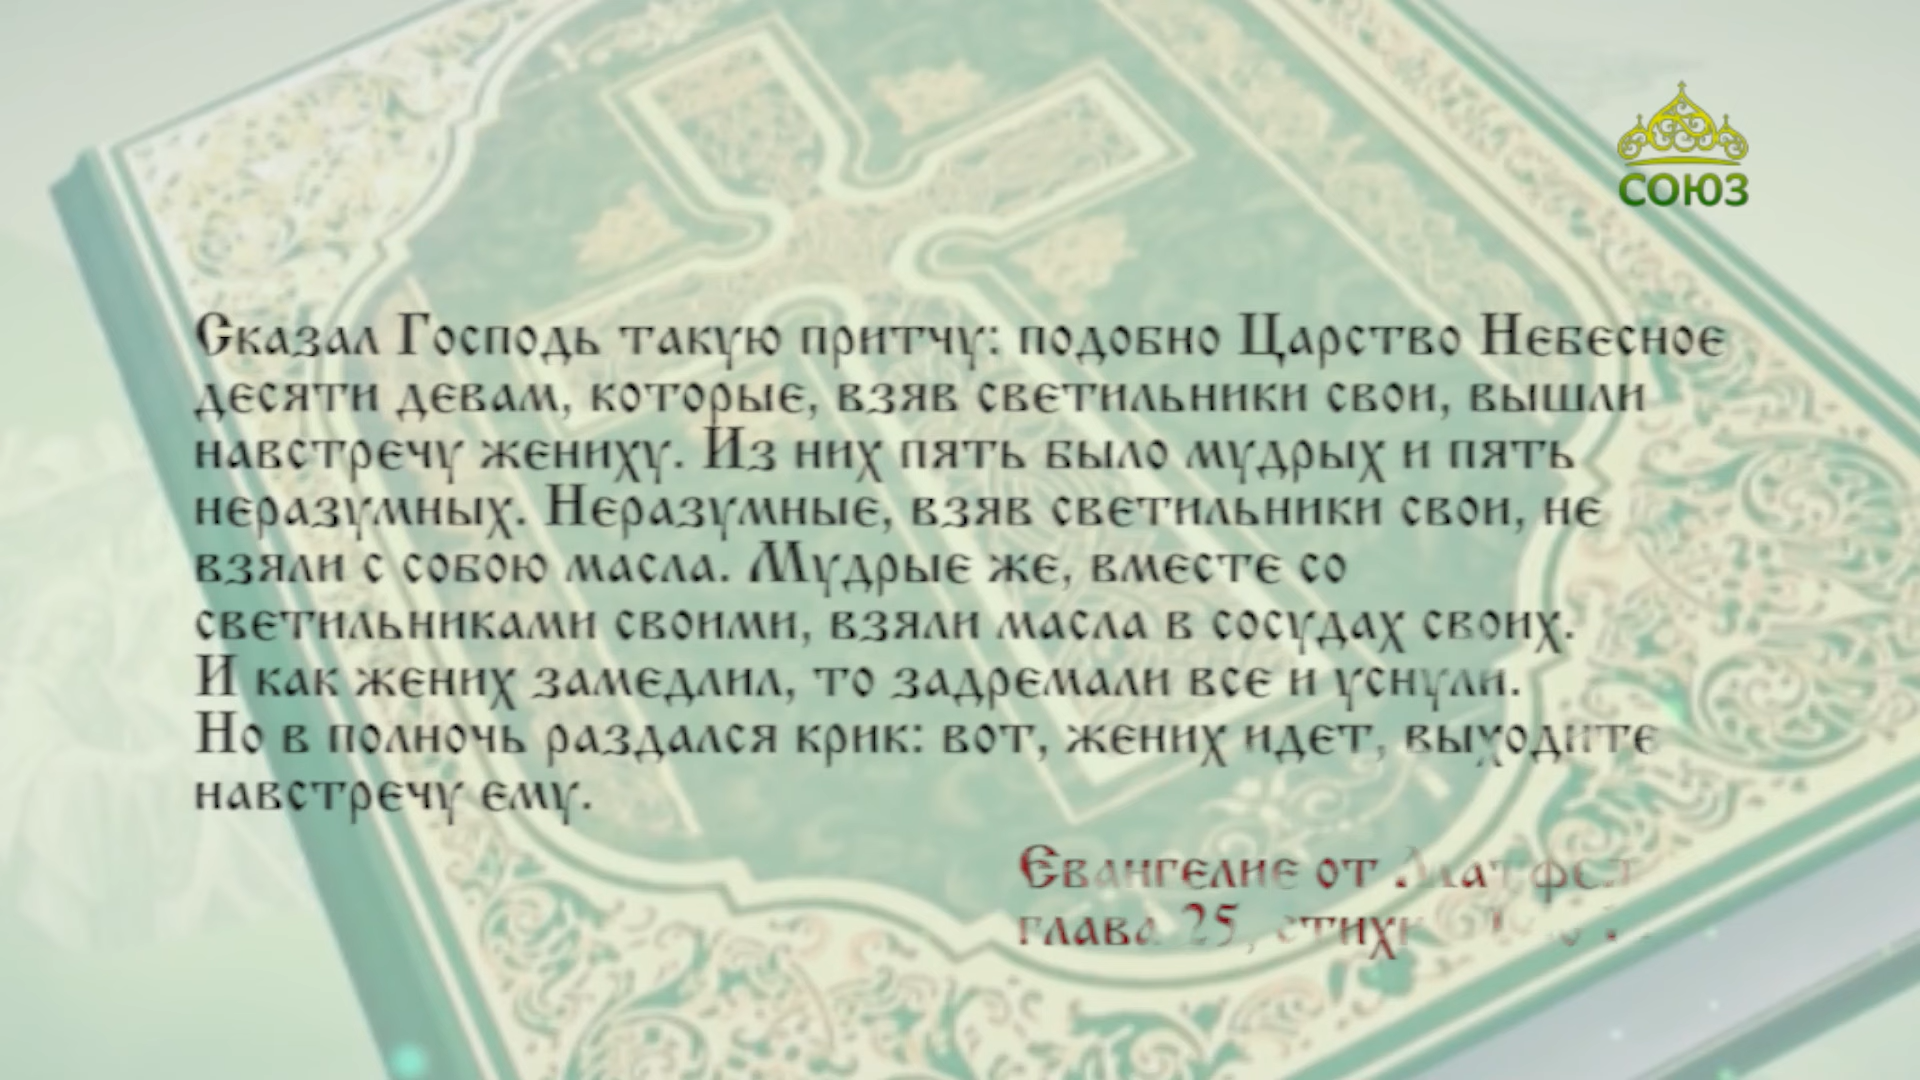 СОЮЗ
Сказал Господь такую притчу: подобно Царство Небесное
десяти девам, которые, взяв светильники свои, вышли
навстречу жениху. Из них пять было мудрых и пять
неразумных. Неразумные, взяв светильники свои, не
взяли с собою масла. Мудрые же, вместе со
светильниками своими, взяли масла в сосудах своих.
И как жених замедлил, то задремали все и уснули.
Но в полночь раздался крик: вот, жених идет, выходите
навстречу ему.
Евангелие от Матфея
глава 25, стихи